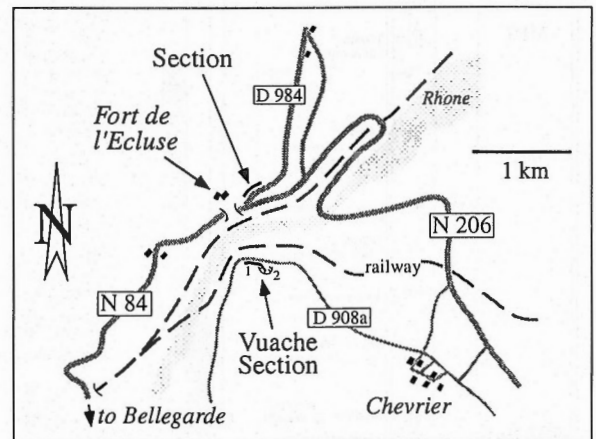 Section
D 984
Rhone
Fort de
l'Ecluse
1 km
N
N 206
railway
1
2
N 84
D 908a
Vuache
Section
Chevrier
to Bellegarde